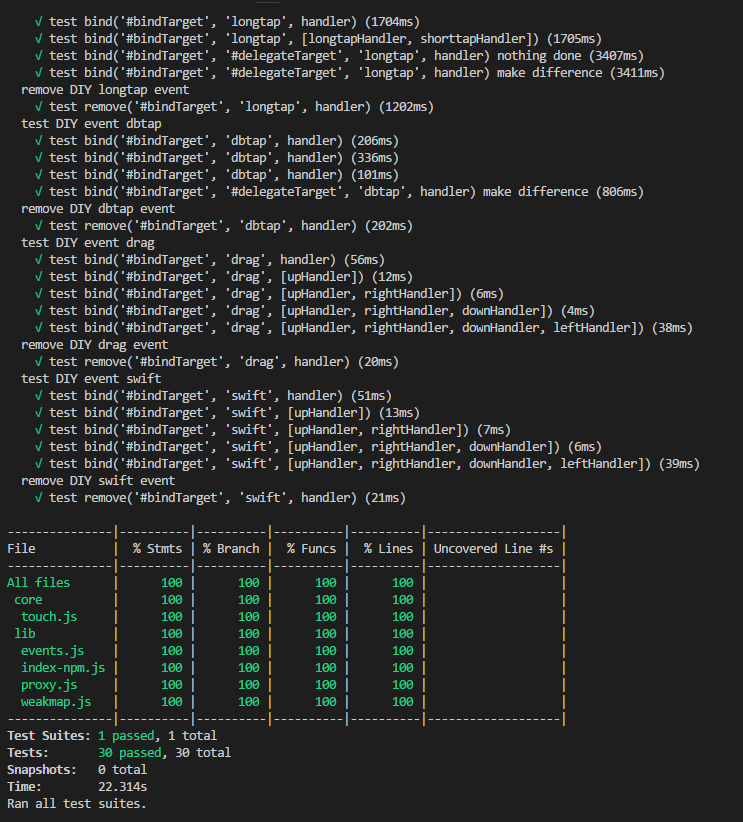 √ test bind('#bindTarget', 'longtap', handler) (1704ms)
√ test bind('#bindTarget', 'longtap', [longtapHandler, shorttapHandler]) (1705ms)
√ test bind('#bindTarget', '#delegateTarget', 'longtap', handler) nothing done (3407ms)
√ test bind('#bindTarget', '#delegateTarget', 'longtap', handler) make difference (3411ms)
remove DIY longtap event
√ test remove('#bindTarget', 'longtap', handler) (1202ms)
test DIY event dbtap
√ test bind('#bindTarget', 'dbtap', handler) (206ms)
√ test bind('#bindTarget', 'dbtap', handler) (336ms)
√ test bind('#bindTarget', 'dbtap', handler) (101ms)
√ test bind('#bindTarget', '#delegateTarget', 'dbtap', handler) make difference (806ms)
remove DIY dbtap event
√ test remove('#bindTarget', 'dbtap', handler) (202ms)
test DIY event drag
√ test bind('#bindTarget', 'drag', handler) (56ms)
√ test bind('#bindTarget', 'drag', [upHandler]) (12ms)
√ test bind('#bindTarget', 'drag', [upHandler, rightHandler]) (6ms)
√ test bind('#bindTarget', 'drag', [upHandler, rightHandler, downHandler]) (4ms)
√ test bind('#bindTarget', 'drag', [upHandler, rightHandler, downHandler, leftHandler]) (38ms)
remove DIY drag event
√ test remove('#bindTarget', 'drag', handler) (20ms)
test DIY event swift
√ test bind('#bindTarget', 'swift', handler) (51ms)
√ test bind('#bindTarget', 'swift', [upHandler]) (13ms)
√ test bind('#bindTarget', 'swift', [upHandler, rightHandler]) (7ms)
√ test bind('#bindTarget', 'swift', [upHandler, rightHandler, downHandler]) (6ms)
√ test bind('#bindTarget', 'swift', [upHandler, rightHandler, downHandler, leftHandler]) (39ms)
remove DIY swift event
√ test remove('#bindTarget', 'swift', handler) (21ms)
---------------|---------|----------|---------|---------|-------------------|
File | % Stmts | % Branch | % Funcs | % Lines | Uncovered Line #s |
---------------|---------|----------|---------|---------|-------------------|
All files | 100 | 100 | 100 | 100 | |
core | 100 | 100 | 100 | 100 | |
touch.js | 100 | 100 | 100 | 100 | |
lib | 100 | 100 | 100 | 100 | |
events.js | 100 | 100 | 100 | 100 | |
index-npm.js | 100 | 100 | 100 | 100 | |
proxy.js | 100 | 100 | 100 | 100 | |
weakmap.js | 100 | 100 | 100 | 100 | |
---------------|---------|----------|---------|---------|-------------------|
Test Suites: 1 passed, 1 total
Tests: 30 passed, 30 total
Snapshots: 0 total
Time: 22.314s
Ran all test suites.